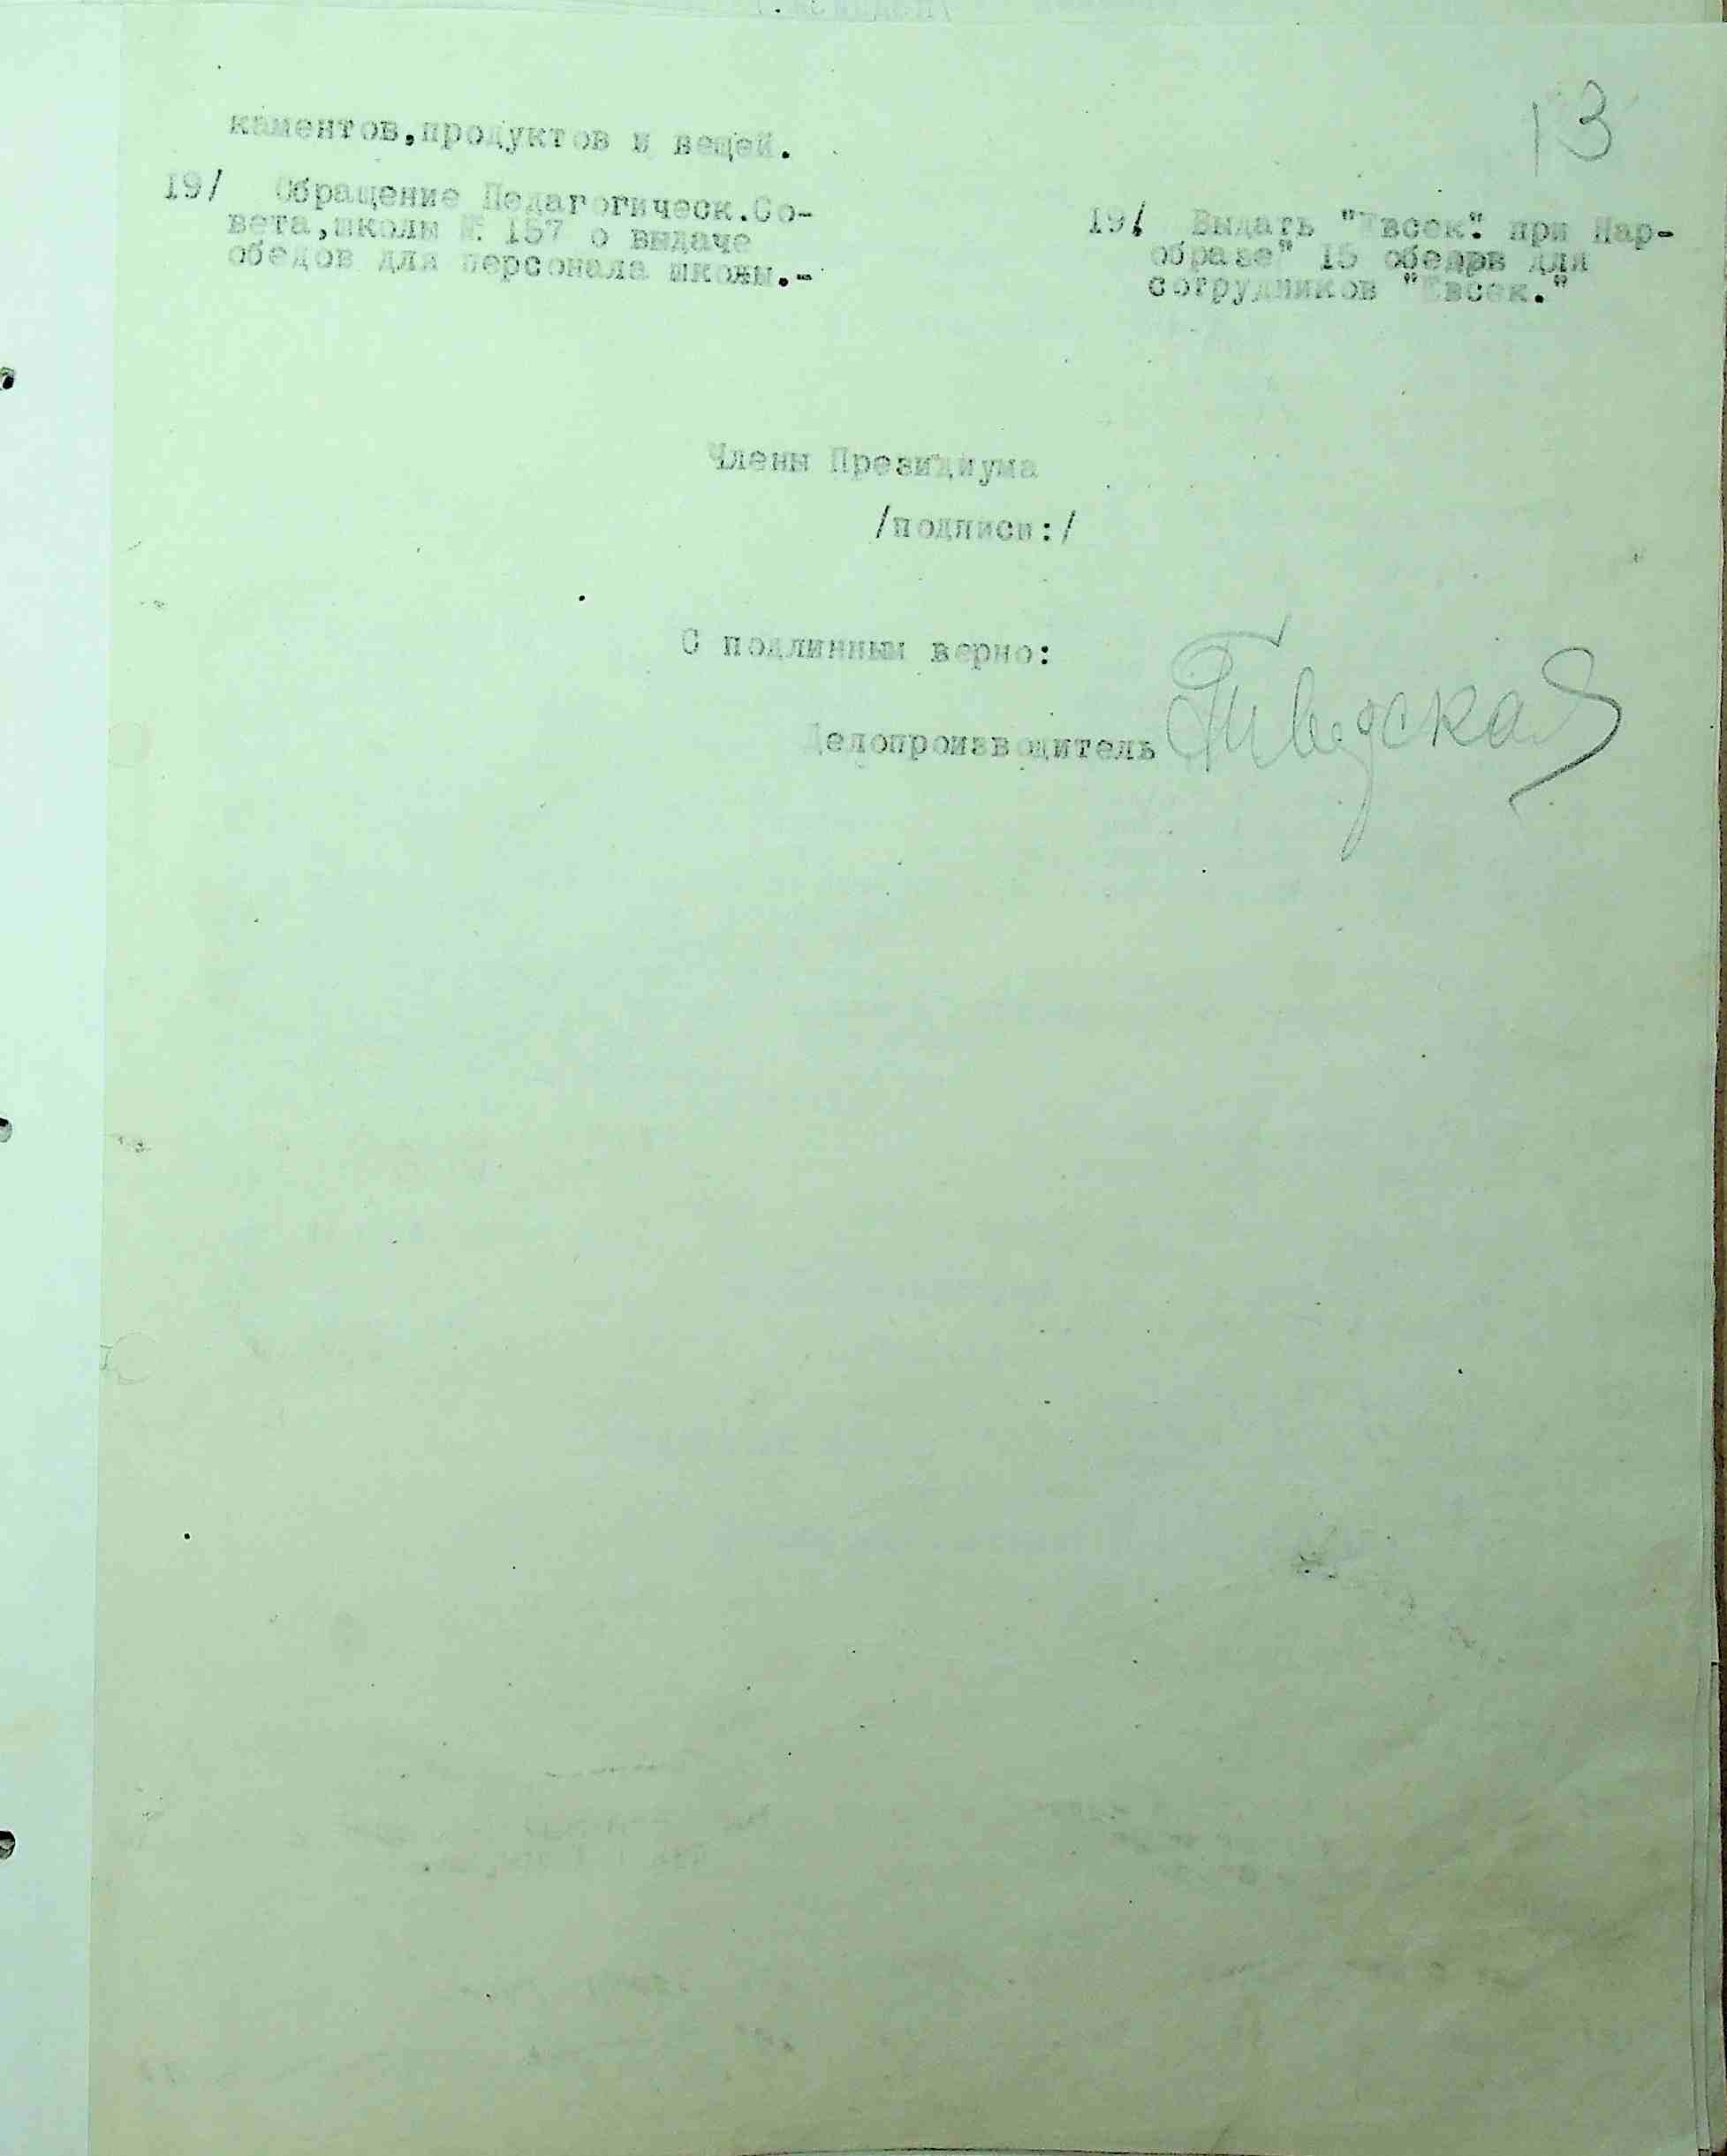 13
каментов,продуктов и вещей.
19/ Обращение Педагогическ.Со-
вета,школы № 157 о выдаче
обедов для персонала школы.-
19/ Выдать "Евсек". при Нар-
образе" 15 обедов для
сотрудников "Евсек."
Члены Президиума
/подписи:/
С подлинным верно:
Делопроизводитель